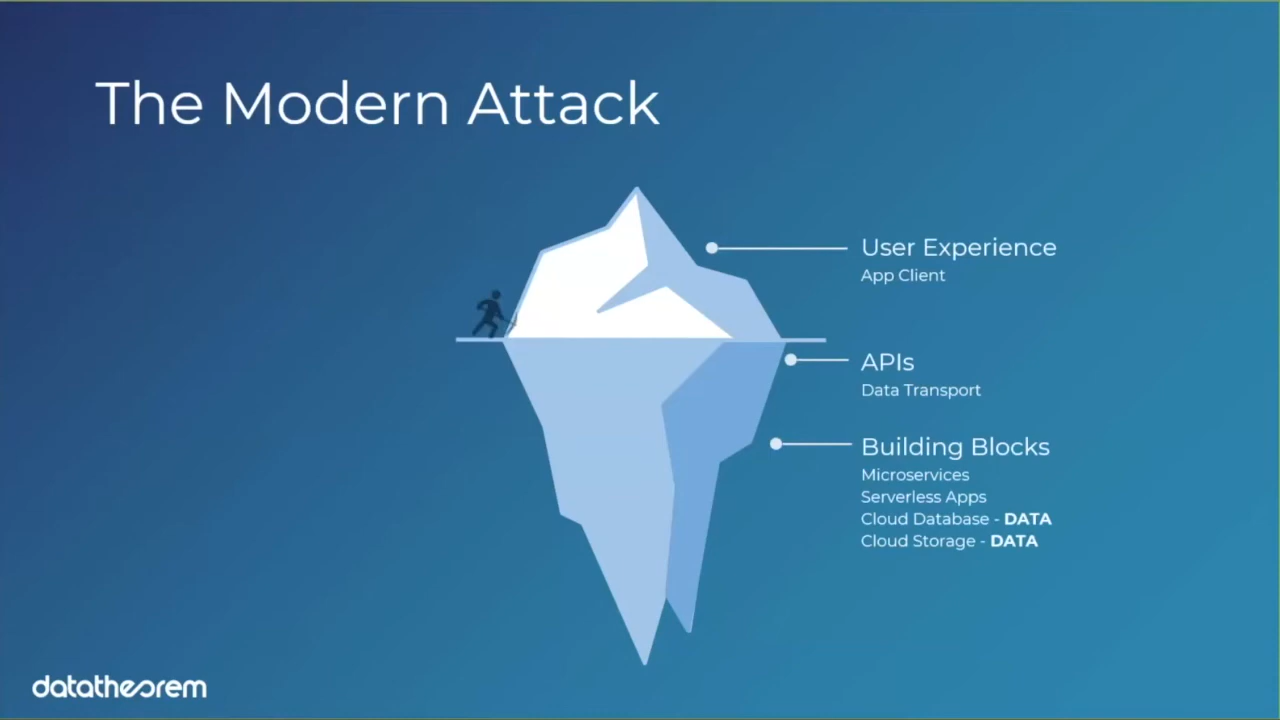 The Modern Attack
User Experience
App Client
APIs
Data Transport
Building Blocks
Microservices
Serverless Apps
Cloud Database - DATA
Cloud Storage - DATA
datatheorem